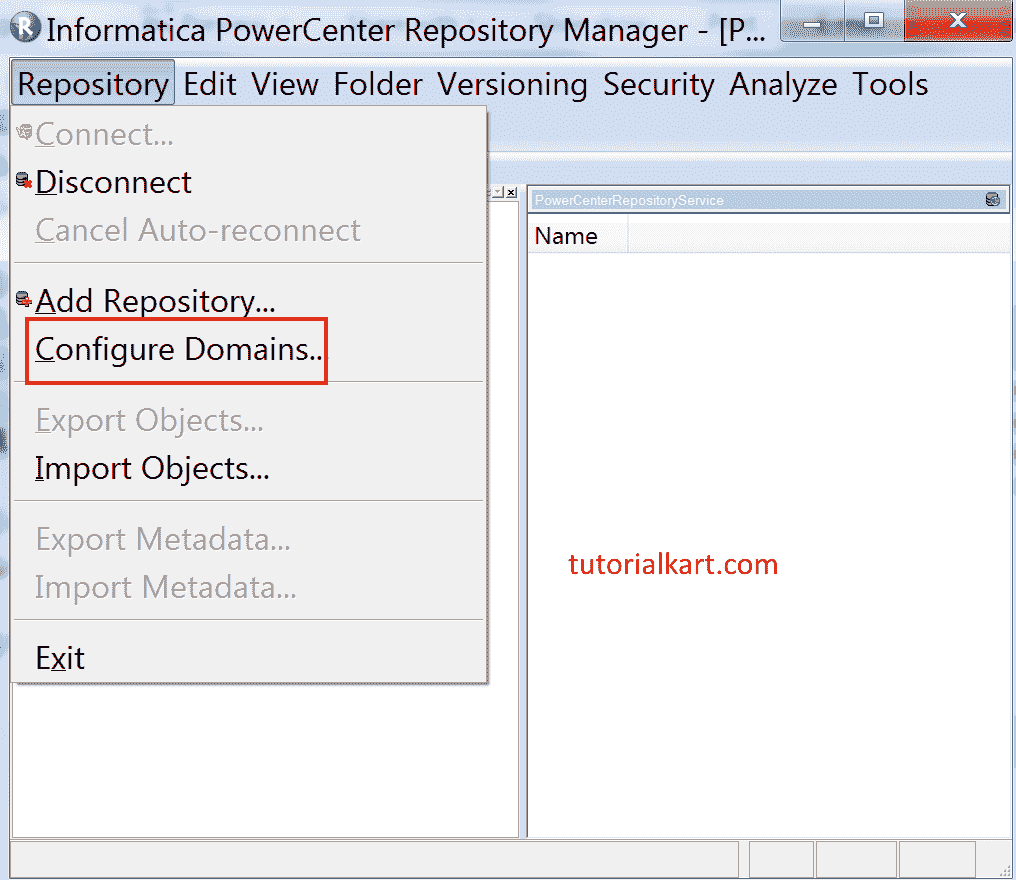 Informatica PowerCenter Repository Manager - [P...
Repository Edit View Folder Versioning Security Analyze Tools
Connect...
Disconnect
Cancel Auto-reconnect
Add Repository...
Configure Domains...
Export Objects...
Import Objects...
Export Metadata...
Import Metadata...
Exit
PowerCenterRepositoryService
Name
tutorialkart.com